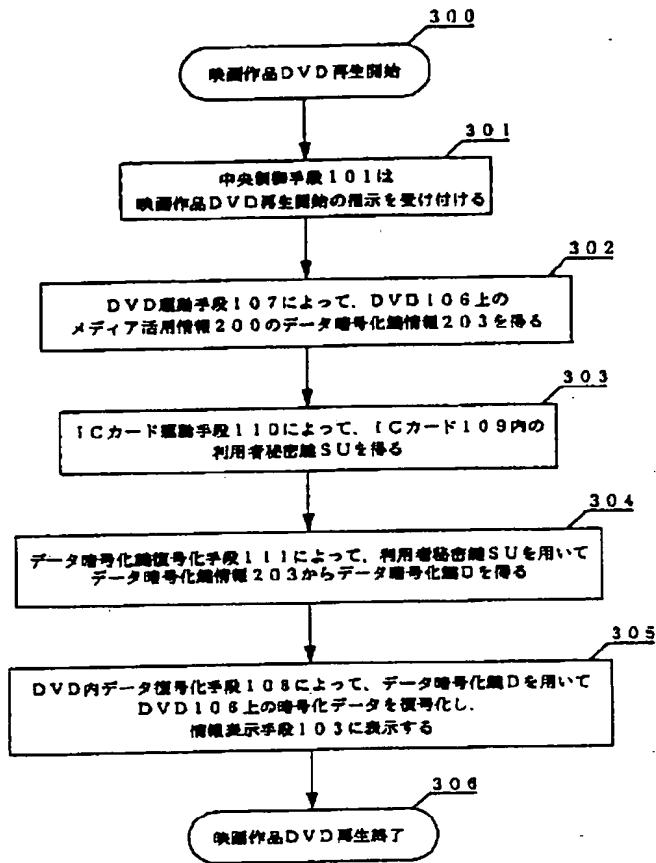 300
映画作品DVD再生開始
301
中央制御手段101は
映画作品DVD再生開始の指示を受け付ける
302
DVD駆動手段107によって、DVD106上の
メディア活用情報200のデータ暗号化鍵情報203を得る
303
ICカード駆動手段110によって、ICカード109内の
利用者秘密鍵SUを得る
304
データ暗号化鍵復号化手段111によって、利用者秘密鍵SUを用いて
データ暗号化鍵情報203からデータ暗号化鍵Dを得る
305
DVD内データ復号化手段108によって、データ暗号化鍵Dを用いて
DVD106上の暗号化データを復号化し、
情報表示手段103に表示する
306
映画作品DVD再生終了